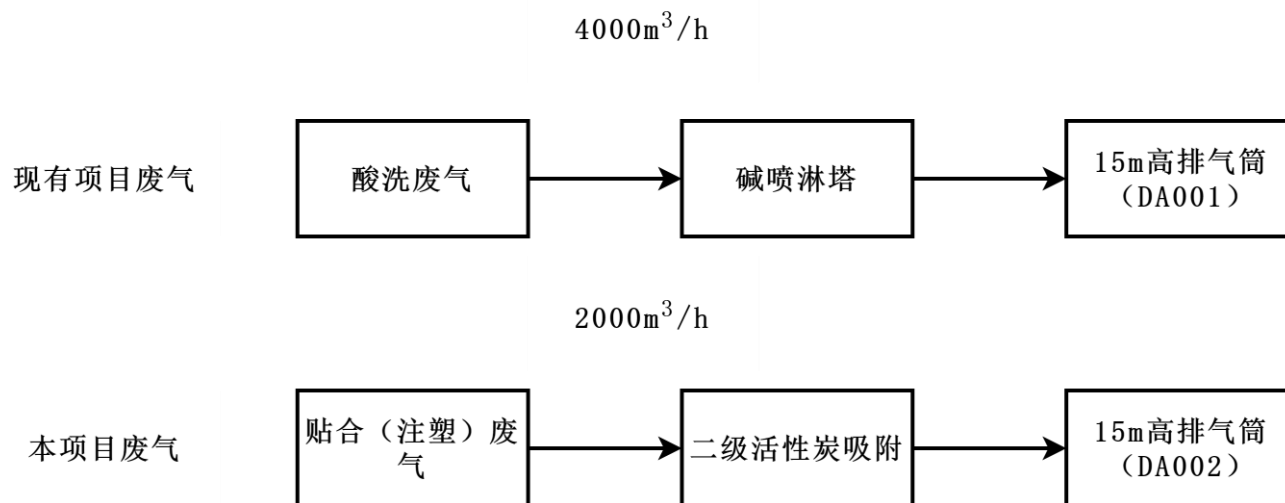 4000m³/h
现有项目废气
酸洗废气
碱喷淋塔
15m高排气筒
（DA001）
2000m³/h
本项目废气
贴合（注塑）废
气
二级活性炭吸附
15m高排气筒
（DA002）